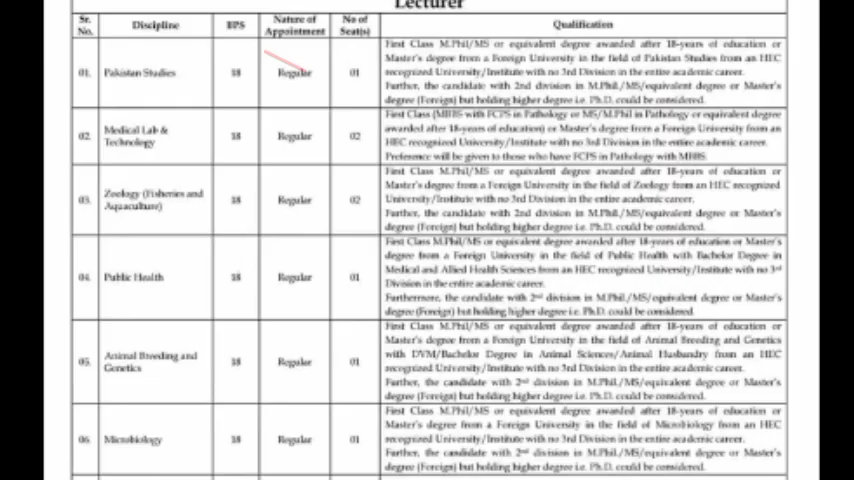 Lecturer
Sr. No. Discipline BPS Nature of Appointment No of Seat(s) Qualification
01. Pakistan Studies 18 Regular 01
First Class M.Phil/MS or equivalent degree awarded after 18-years of education or
Master's degree from a Foreign University in the field of Pakistan Studies from an HEC
recognized University/Institute with no 3rd Division in the entire academic career.
Further, the candidate with 2nd division in M.Phil./MS/equivalent degree or Master's
degree (Foreign) but holding higher degree i.e. Ph.D. could be considered.
02. Medical Lab & Technology 18 Regular 02
First Class (MBBS with FCPS in Pathology or MS/M.Phil in Pathology or equivalent degree
awarded after 18-years of education) or Master's degree from a Foreign University from an
HEC recognized University/Institute with no 3rd Division in the entire academic career.
Preference will be given to those who have FCPS in Pathology with MBBS.
03. Zoology (Fisheries and Aquaculture) 18 Regular 02
First Class M.Phil/MS or equivalent degree awarded after 18-years of education or
Master's degree from a Foreign University in the field of Zoology from an HEC recognized
University/Institute with no 3rd Division in the entire academic career.
Further, the candidate with 2nd division in M.Phil./MS/equivalent degree or Master's
degree (Foreign) but holding higher degree i.e. Ph.D. could be considered.
04. Public Health 18 Regular 01
First Class M.Phil/MS or equivalent degree awarded after 18-years of education or Master's
degree from a Foreign University in the field of Public Health with Bachelor Degree in
Medical and Allied Health Sciences from an HEC recognized University/Institute with no 3rd
Division in the entire academic career.
Furthermore, the candidate with 2nd division in M.Phil./MS/equivalent degree or Master's
degree (Foreign) but holding higher degree i.e. Ph.D. could be considered.
05. Animal Breeding and Genetics 18 Regular 01
First Class M.Phil/MS or equivalent degree awarded after 18-years of education or
Master's degree from a Foreign University in the field of Animal Breeding and Genetics
with DVM/Bachelor Degree in Animal Sciences/Animal Husbandry from an HEC
recognized University/Institute with no 3rd Division in the entire academic career.
Further, the candidate with 2nd division in M.Phil./MS/equivalent degree or Master's
degree (Foreign) but holding higher degree i.e. Ph.D. could be considered.
06 Microbiology 18 Regular 01
First Class M.Phil/MS or equivalent degree awarded after 18-years of education or
Master's degree from a Foreign University in the field of Microbiology from an HEC
recognized University/Institute with no 3rd Division in the entire academic career.
Further, the candidate with 2nd division in M.Phil./MS/equivalent degree or Master's
degree (Foreign) but holding higher degree i.e. Ph.D. could be considered.